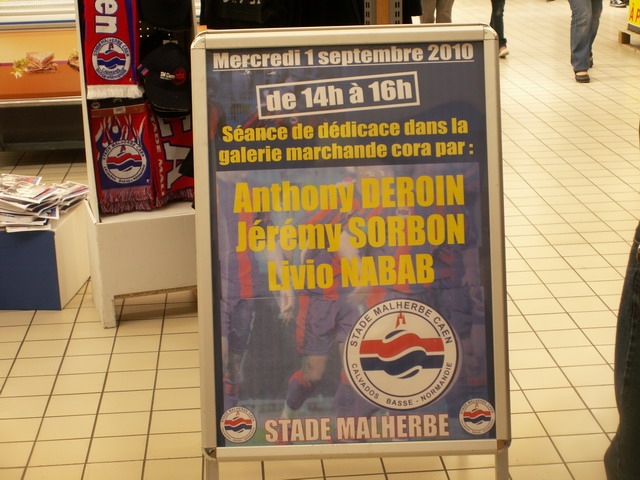 Mercredi 1 septembre 2010
de 14h à 16h
Séance de dédicace dans la
galerie marchande cora par :
Anthony DEROIN
Jérémy SORBON
Livio NABAB
STADE MALHERBE CAEN
CALVADOS BASSE - NORMANDIE
STADE MALHERBE